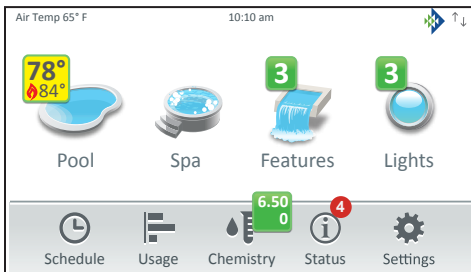 Air Temp 65° F 10:10 am
78°
84°
3
3
Pool Spa Features Lights
6.50
0
4
Schedule Usage Chemistry Status Settings